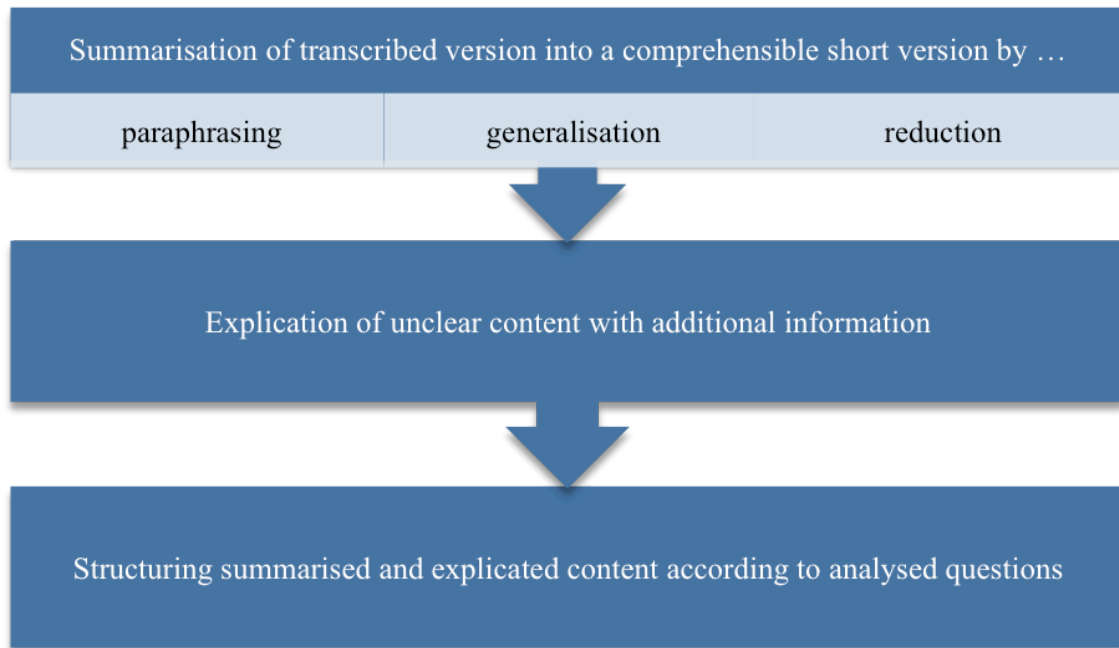 Summarisation of transcribed version into a comprehensible short version by …
paraphrasing
generalisation
reduction
Explication of unclear content with additional information
Structuring summarised and explicated content according to analysed questions